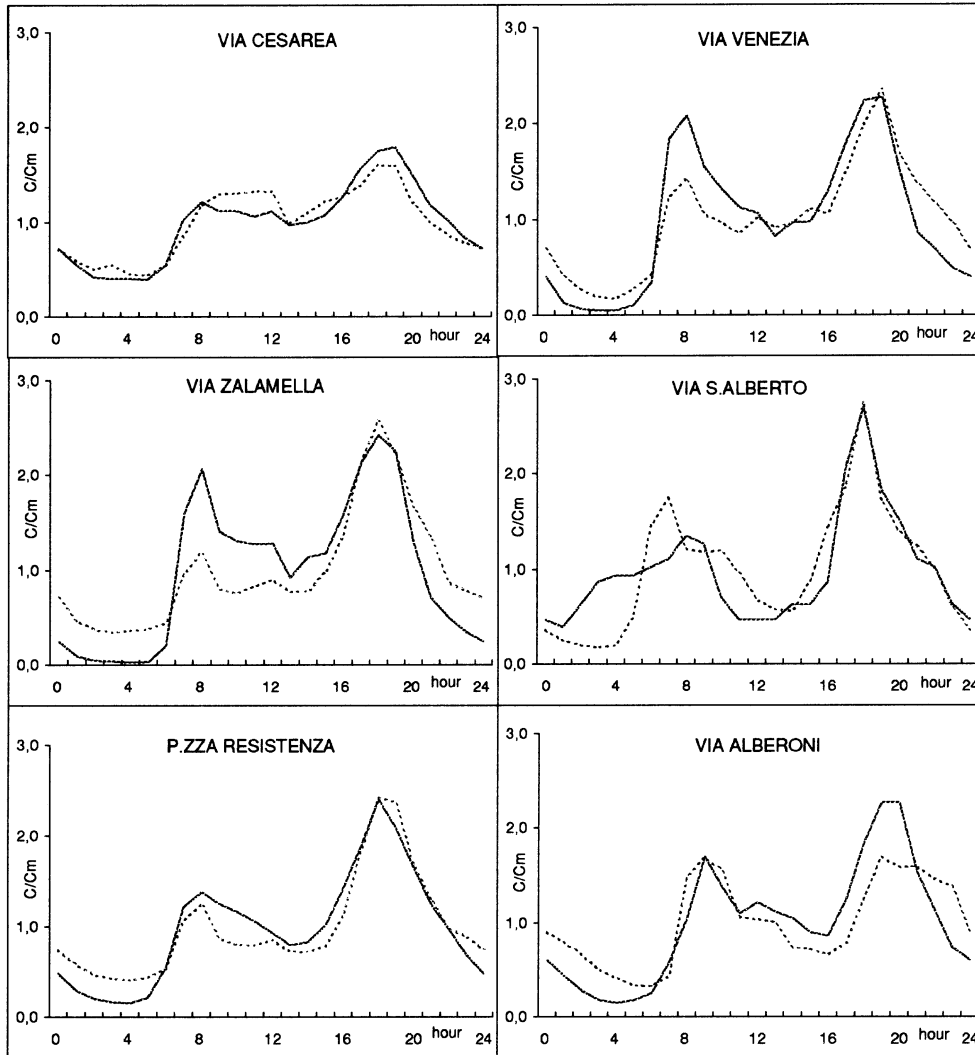 VIA CESAREA
3,0
2,0
C/Cm
1,0
0,0
0 4 8 12 16 20 hour 24
VIA VENEZIA
3,0
2,0
C/Cm
1,0
0,0
0 4 8 12 16 20 hour 24
VIA ZALAMELLA
3,0
2,0
C/Cm
1,0
0,0
0 4 8 12 16 20 hour 24
VIA S.ALBERTO
3,0
2,0
C/Cm
1,0
0,0
0 4 8 12 16 20 hour 24
P.ZZA RESISTENZA
3,0
2,0
C/Cm
1,0
0,0
0 4 8 12 16 20 hour 24
VIA ALBERONI
3,0
2,0
C/Cm
1,0
0,0
0 4 8 12 16 20 hour 24